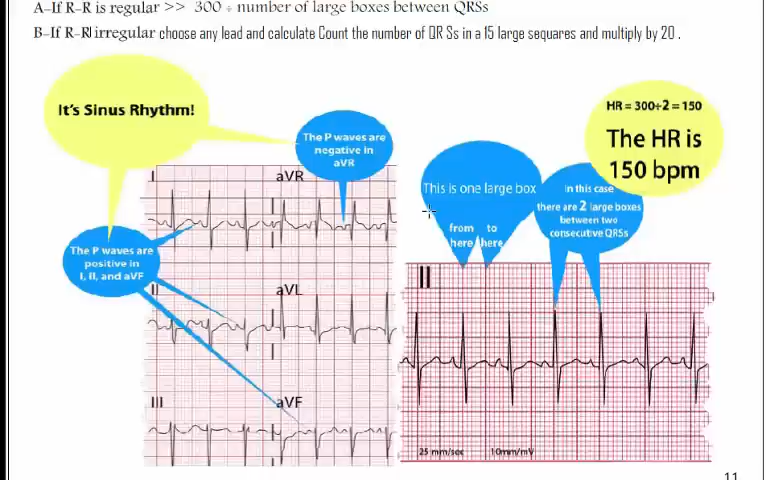 A-If R-R is regular >> 300 ÷ number of large boxes between QRSs
B-If R-R irregular choose any lead and calculate Count the number of QR Ss in a 15 large sequares and multiply by 20 .
It's Sinus Rhythm!
The P waves are
negative in
aVR
HR = 300÷2 = 150
The HR is
150 bpm
This is one large box
from to
here here
In this case
there are 2 large boxes
between two
consecutive QRSs
The P waves are
positive in
I, II, and aVF
I aVR
II aVL
III aVF
II
25 mm/sec 10mm/mV
11